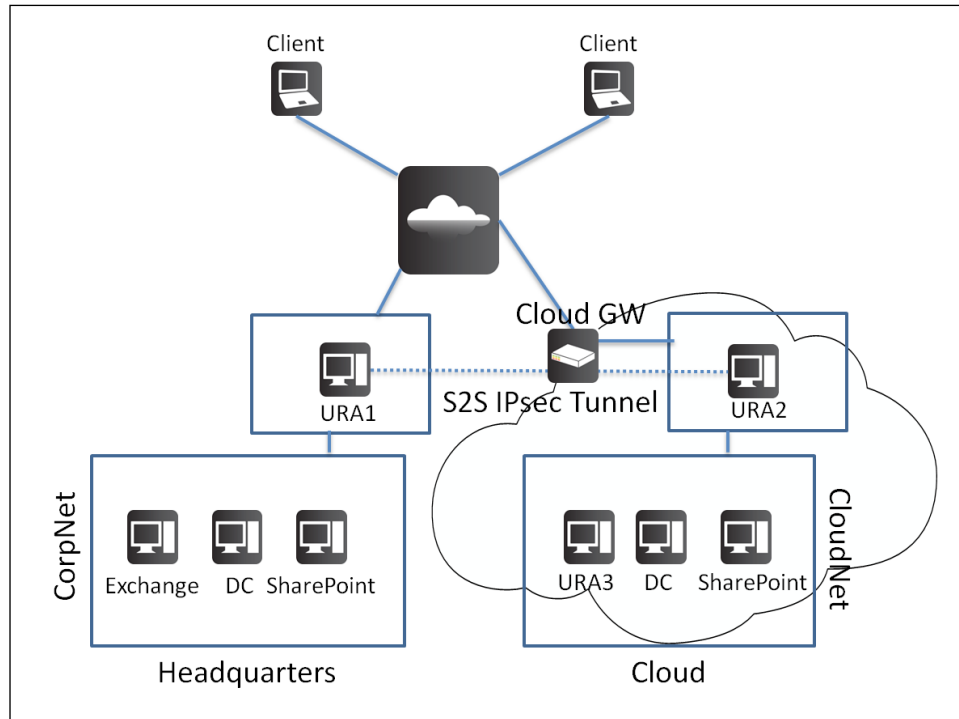 Client
Client
Cloud GW
S2S IPsec Tunnel
URA1
URA2
CorpNet
Exchange
DC
SharePoint
URA3
DC
SharePoint
CloudNet
Headquarters
Cloud